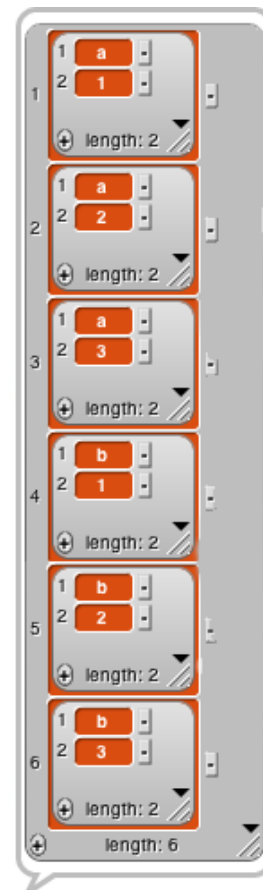 1 a -
2 1 -
1 -
+ length: 2
1 a -
2 2 -
2 -
+ length: 2
1 a -
2 3 -
3 -
+ length: 2
1 b -
2 1 -
4 -
+ length: 2
1 b -
2 2 -
5 -
+ length: 2
1 b -
2 3 -
6 -
+ length: 2
+ length: 6